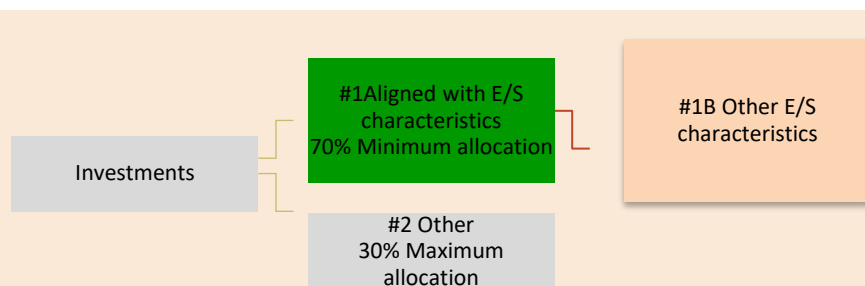 #1Aligned with E/S
characteristics
70% Minimum allocation
#1B Other E/S
characteristics
Investments
#2 Other
30% Maximum
allocation